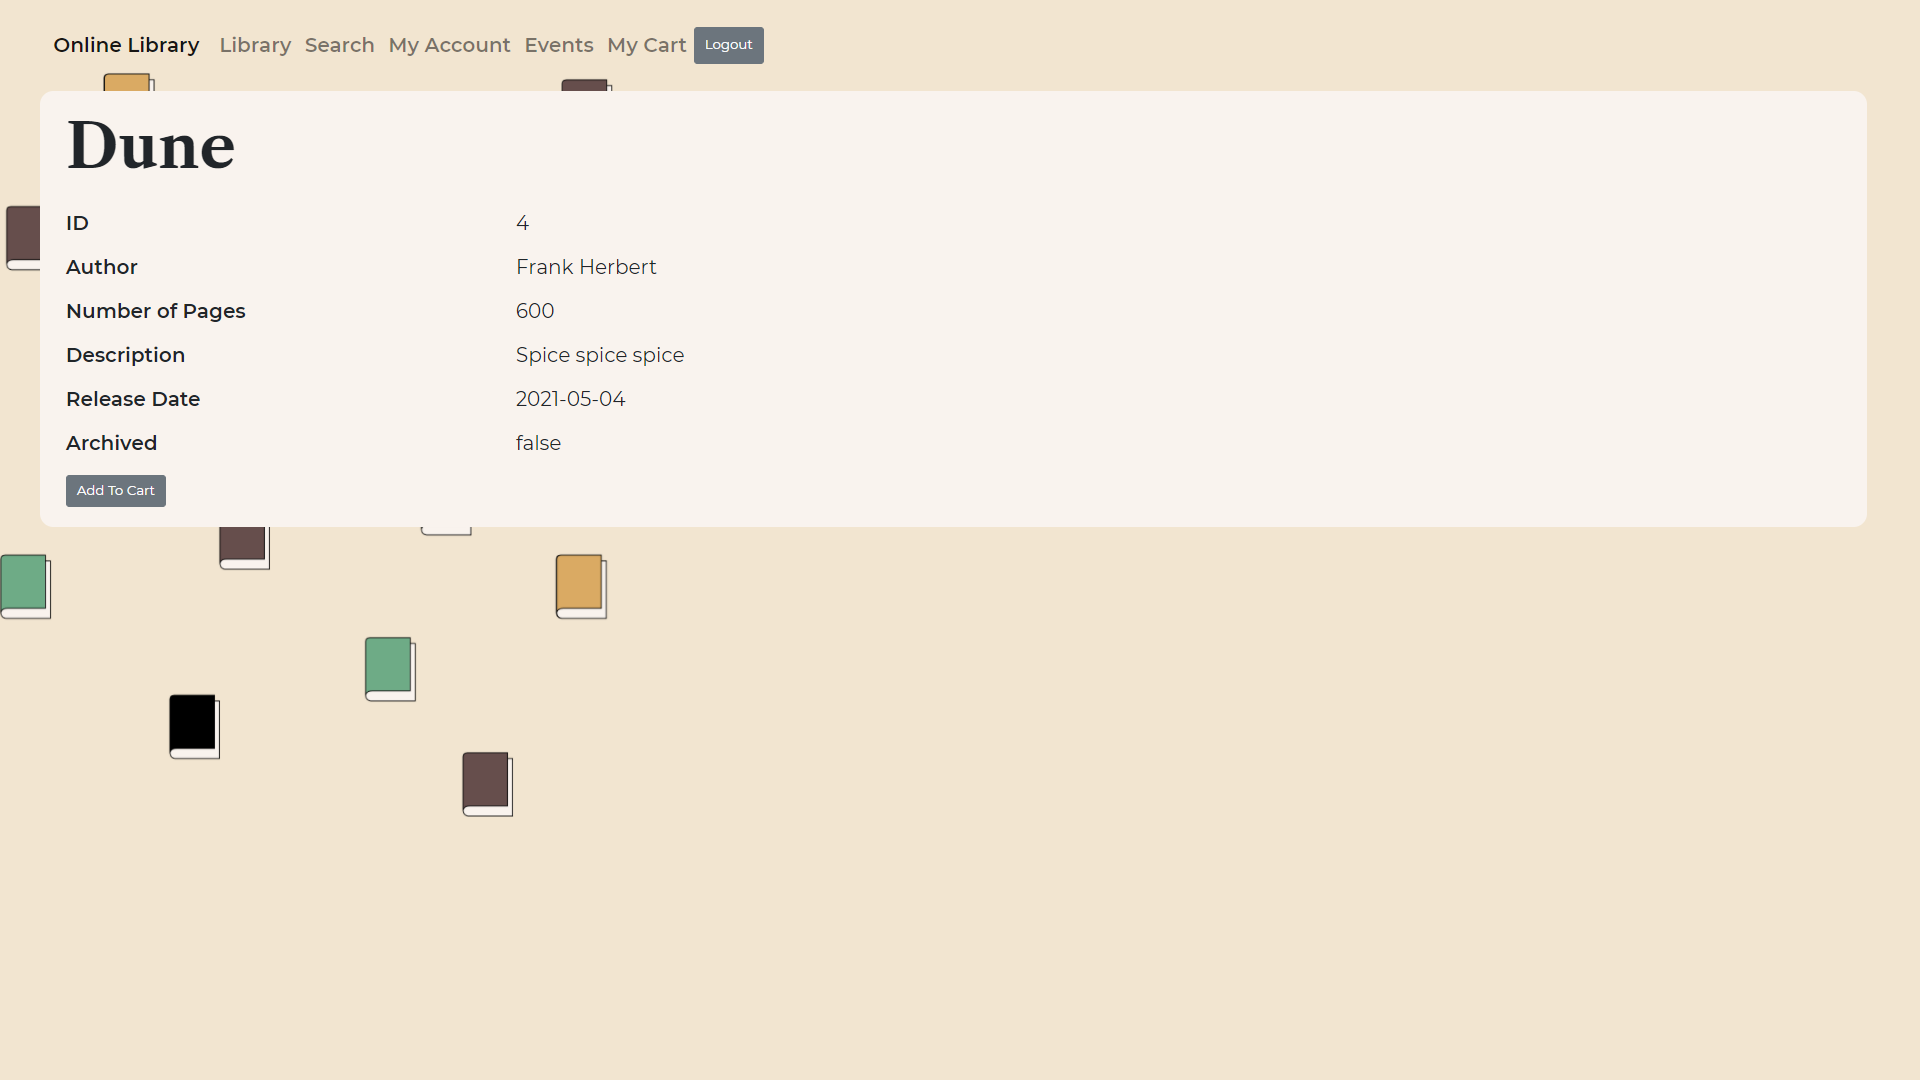 Online Library Library Search My Account Events My Cart Logout
Dune
ID 4
Author Frank Herbert
Number of Pages 600
Description Spice spice spice
Release Date 2021-05-04
Archived false
Add To Cart